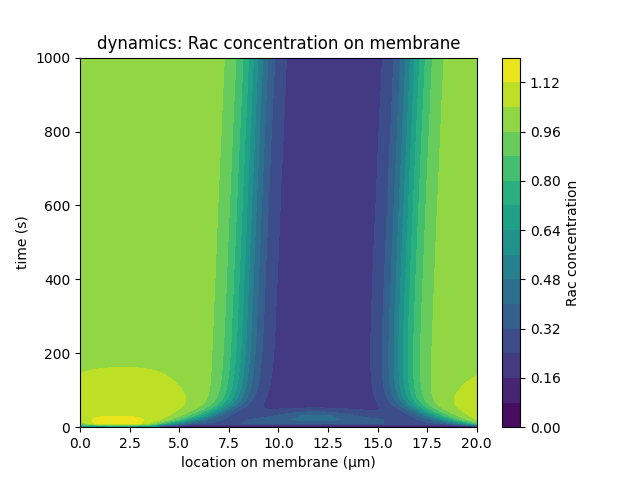 dynamics: Rac concentration on membrane
1000
800
600
400
200
0
time (s)
0.0 2.5 5.0 7.5 10.0 12.5 15.0 17.5 20.0
location on membrane (μm)
1.12
0.96
0.80
0.64
0.48
0.32
0.16
0.00
Rac concentration